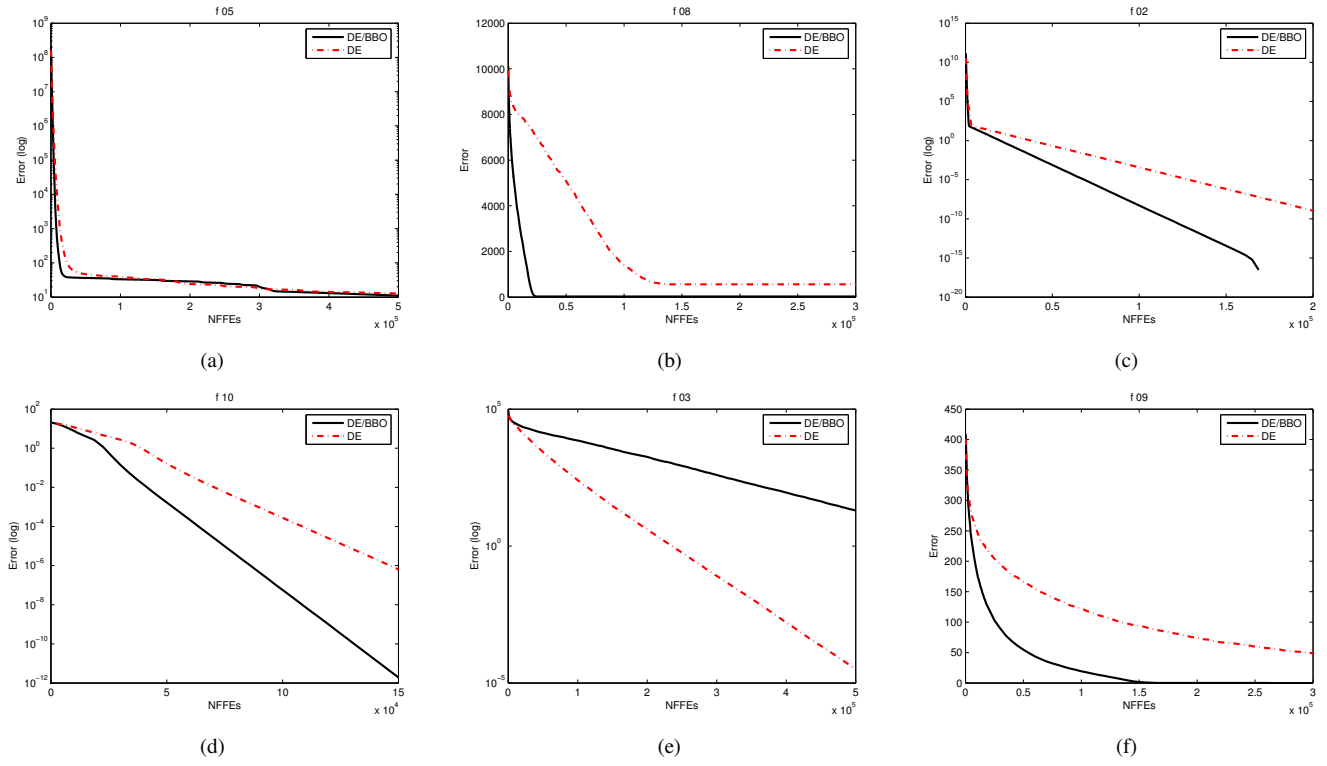 f 05
10^9
10^8
10^7
10^6
10^5
10^4
10^3
10^2
10^1
Error (log)
0 1 2 3 4 5
NFFEs
x 10^5
DE/BBO
DE
(a)
f 08
12000
10000
8000
6000
4000
2000
0
Error
0 0.5 1 1.5 2 2.5 3
NFFEs
x 10^5
DE/BBO
DE
(b)
f 02
10^15
10^10
10^5
10^0
10^-5
10^-10
10^-15
10^-20
Error (log)
0 0.5 1 1.5 2
NFFEs
x 10^5
DE/BBO
DE
(c)
f 10
10^2
10^0
10^-2
10^-4
10^-6
10^-8
10^-10
10^-12
Error (log)
0 5 10 15
NFFEs
x 10^4
DE/BBO
DE
(d)
f 03
10^5
10^0
10^-5
Error (log)
0 1 2 3 4 5
NFFEs
x 10^5
DE/BBO
DE
(e)
f 09
450
400
350
300
250
200
150
100
50
0
Error
0 0.5 1 1.5 2 2.5 3
NFFEs
x 10^5
DE/BBO
DE
(f)